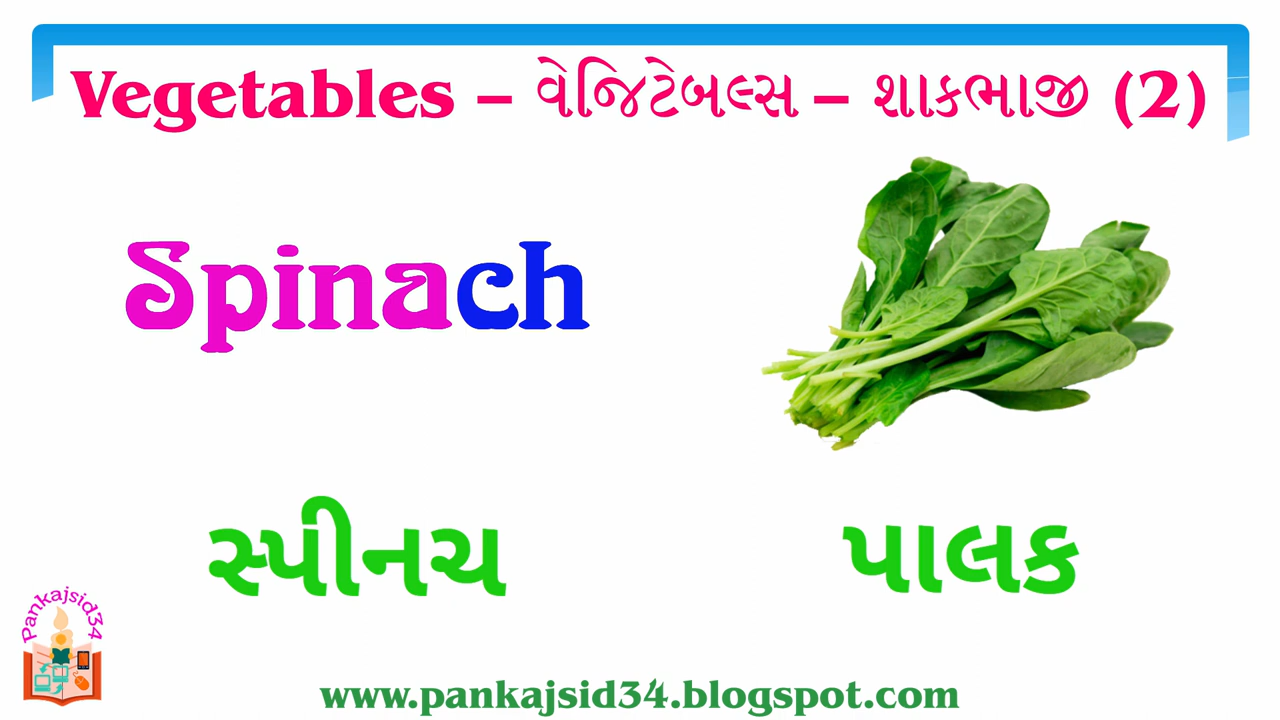 Vegetables – વેજિટેબલ્સ – શાકભાજી (2)
Spinach
સ્પીનચ
પાલક
Pankajsid34
www.pankajsid34.blogspot.com